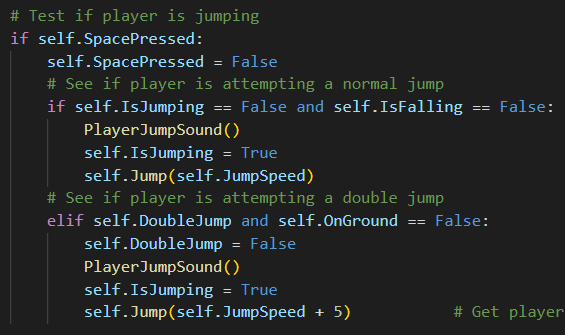 # Test if player is jumping
if self.SpacePressed:
    self.SpacePressed = False
    # See if player is attempting a normal jump
    if self.IsJumping == False and self.IsFalling == False:
        PlayerJumpSound()
        self.IsJumping = True
        self.Jump(self.JumpSpeed)
    # See if player is attempting a double jump
    elif self.DoubleJump and self.OnGround == False:
        self.DoubleJump = False
        PlayerJumpSound()
        self.IsJumping = True
        self.Jump(self.JumpSpeed + 5)           # Get player